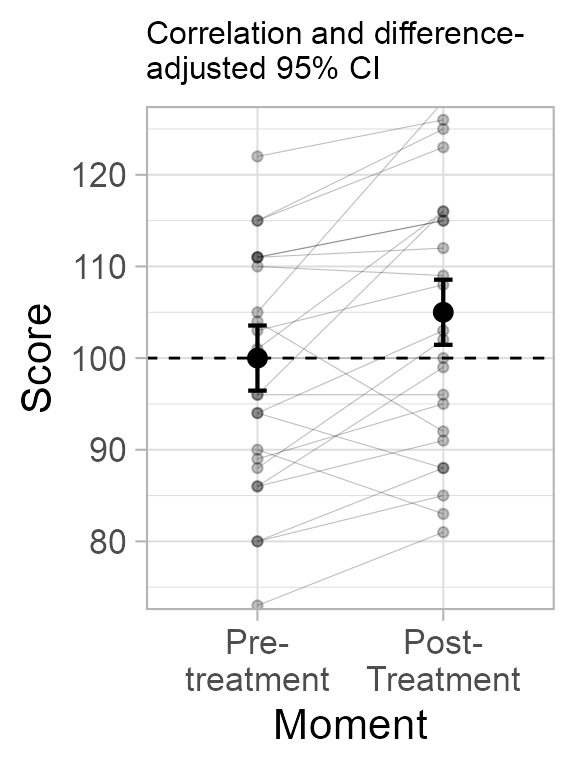 Correlation and difference-
adjusted 95% CI
120
110
100
90
80
Score
Pre-
treatment
Post-
Treatment
Moment